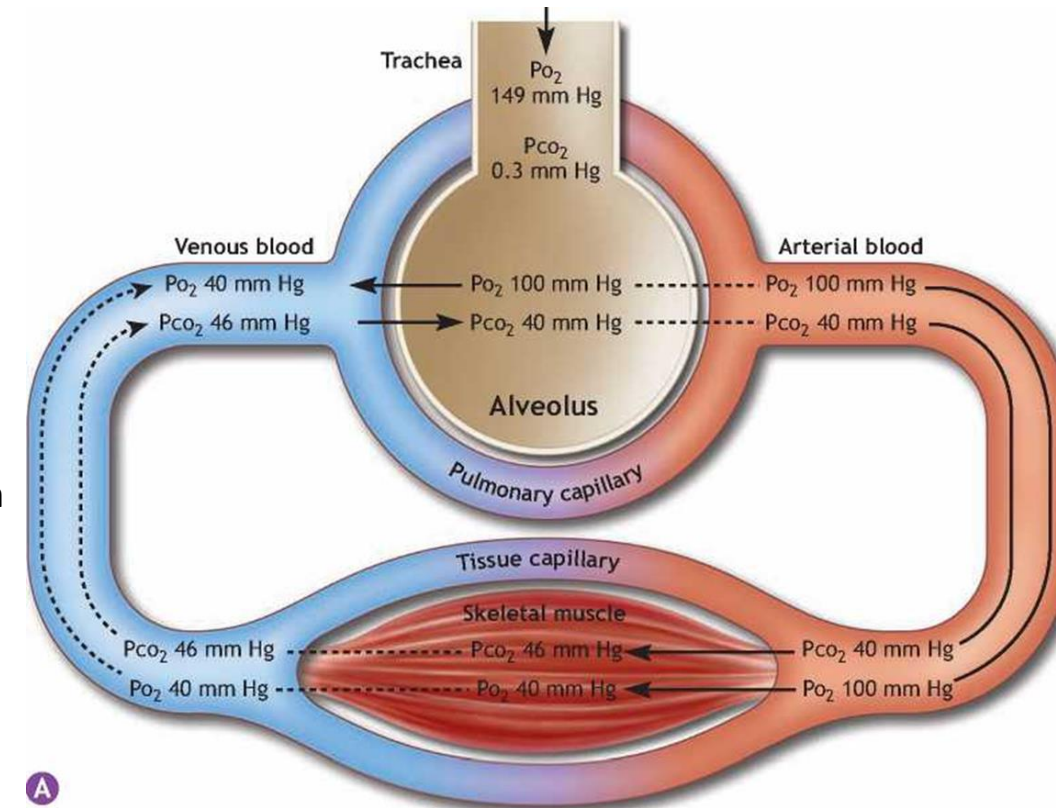 Trachea
Po₂
149 mm Hg
Pco₂
0.3 mm Hg
Venous blood
Arterial blood
Po₂ 40 mm Hg
Po₂ 100 mm Hg
Po₂ 100 mm Hg
Pco₂ 46 mm Hg
Pco₂ 40 mm Hg
Pco₂ 40 mm Hg
Alveolus
Pulmonary capillary
Tissue capillary
Skeletal muscle
Pco₂ 46 mm Hg
Pco₂ 46 mm Hg
Pco₂ 40 mm Hg
Po₂ 40 mm Hg
Po₂ 40 mm Hg
Po₂ 100 mm Hg
A